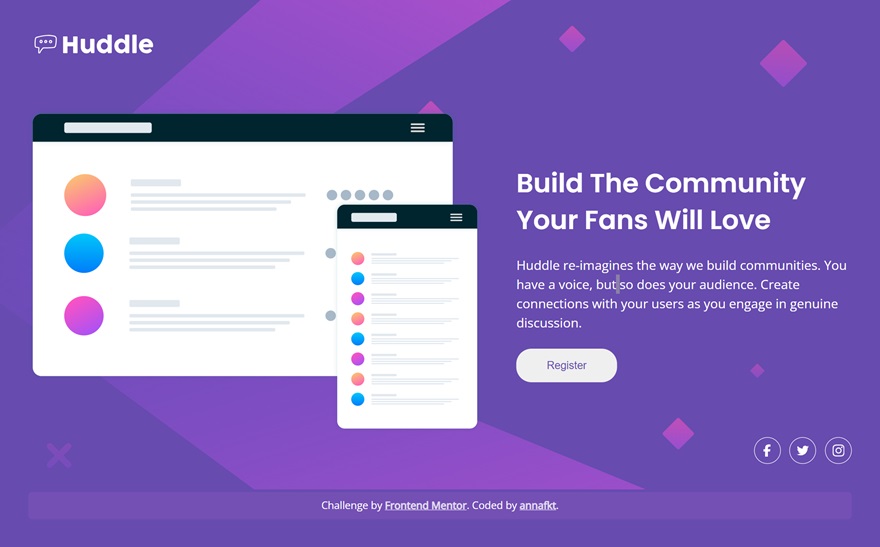 Huddle
Build The Community
Your Fans Will Love
Huddle re-imagines the way we build communities. You
have a voice, but so does your audience. Create
connections with your users as you engage in genuine
discussion.
Register
Challenge by Frontend Mentor. Coded by annafkt.